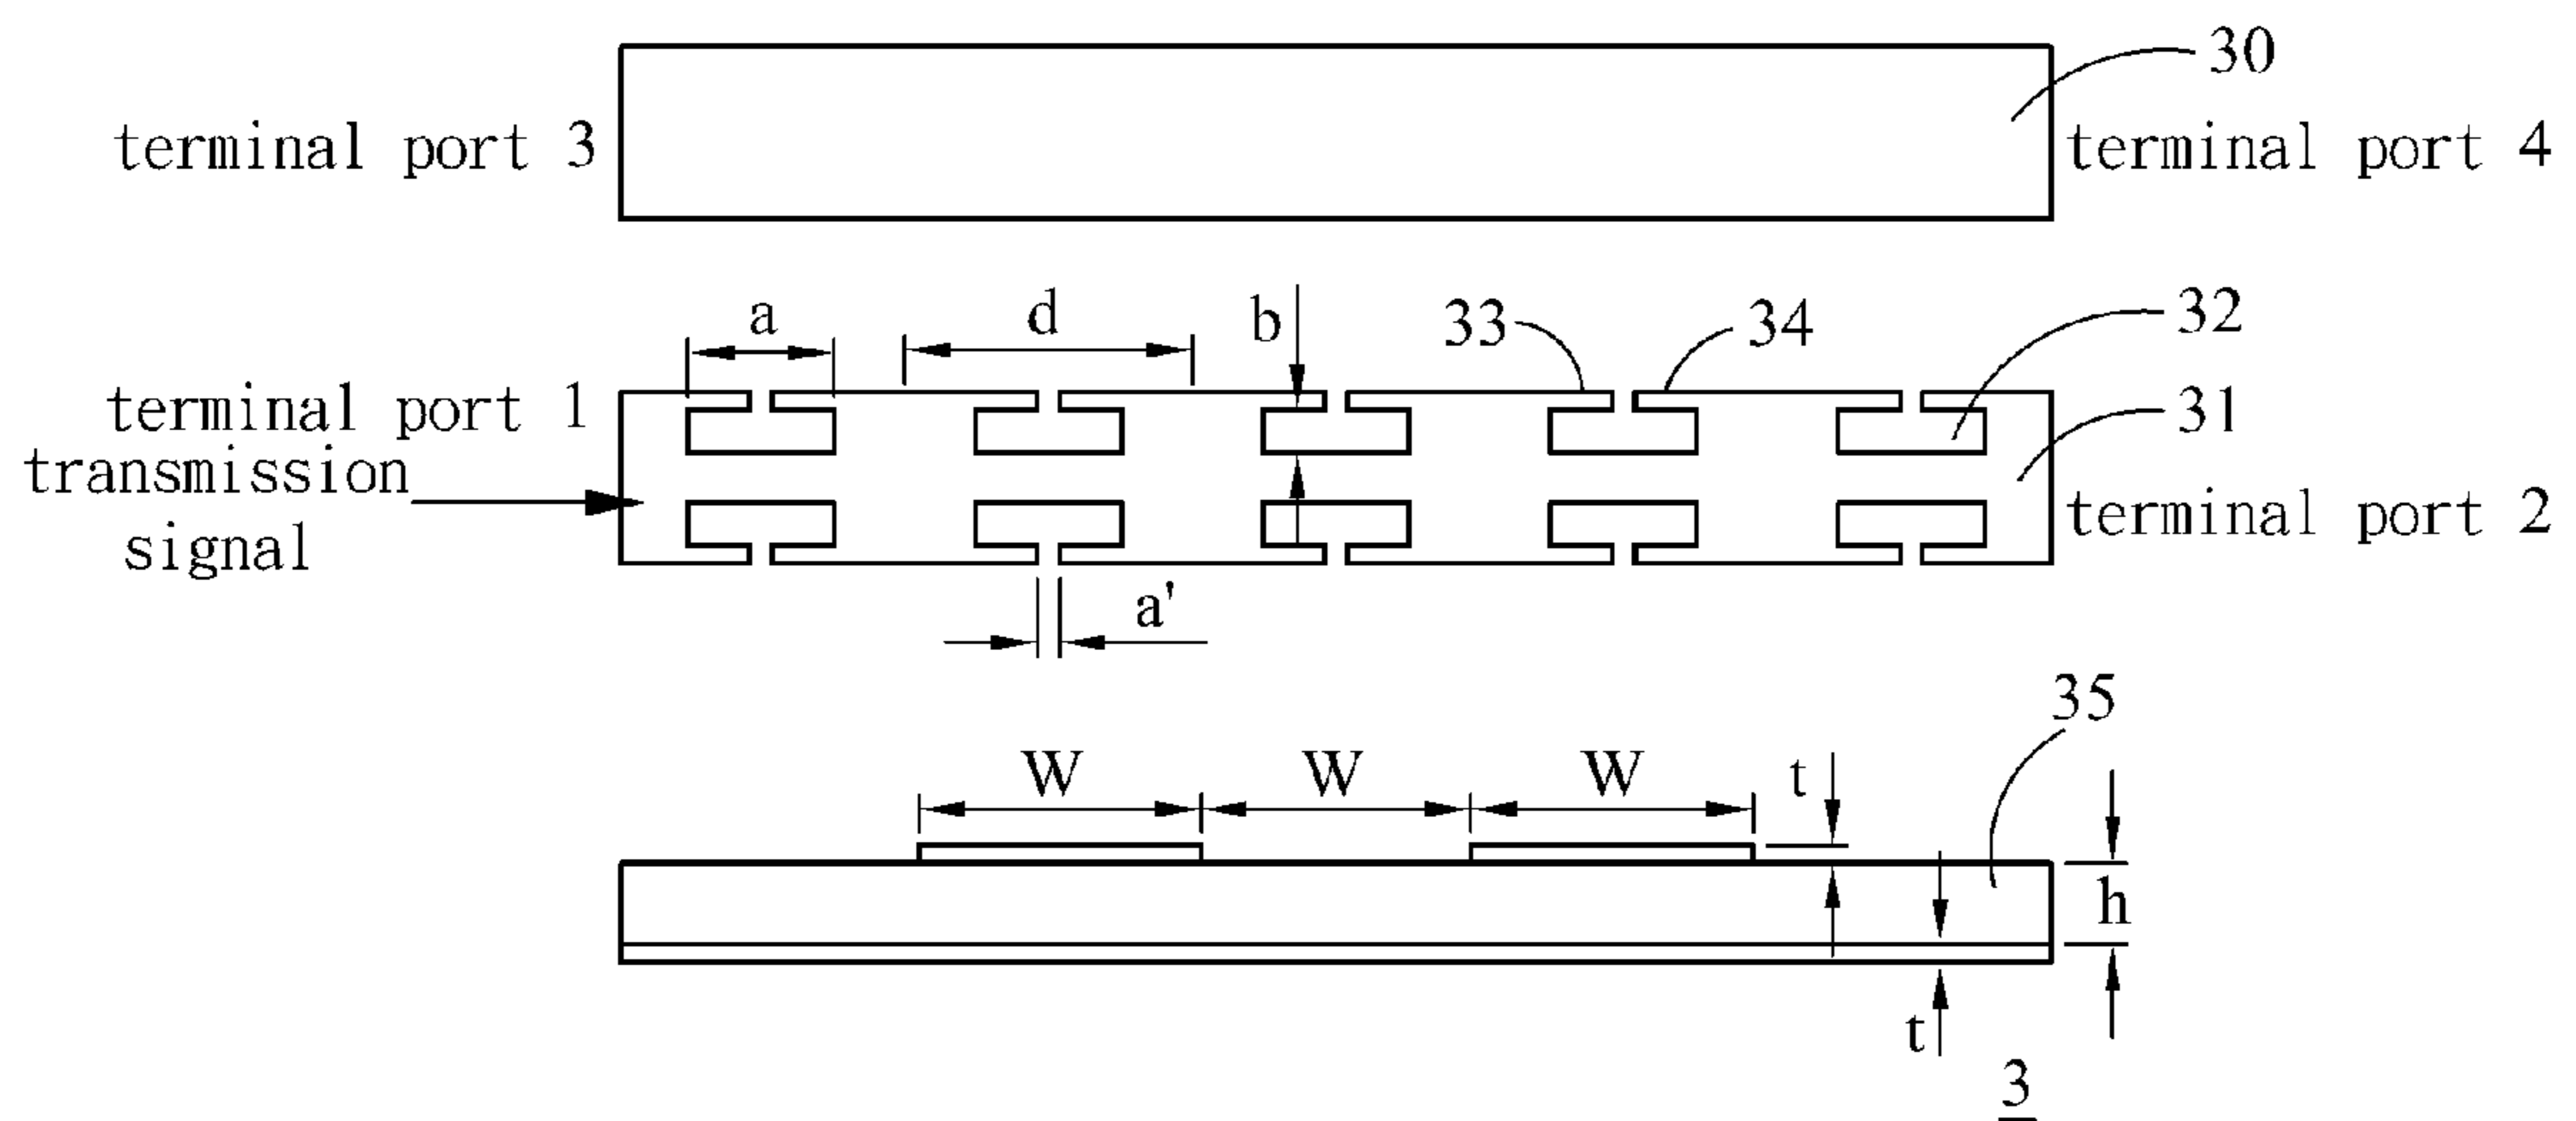 30
terminal port 3
terminal port 4
a
d
b
33
34
32
terminal port 1
31
transmission
signal
terminal port 2
a'
35
W
W
W
t
h
t
3